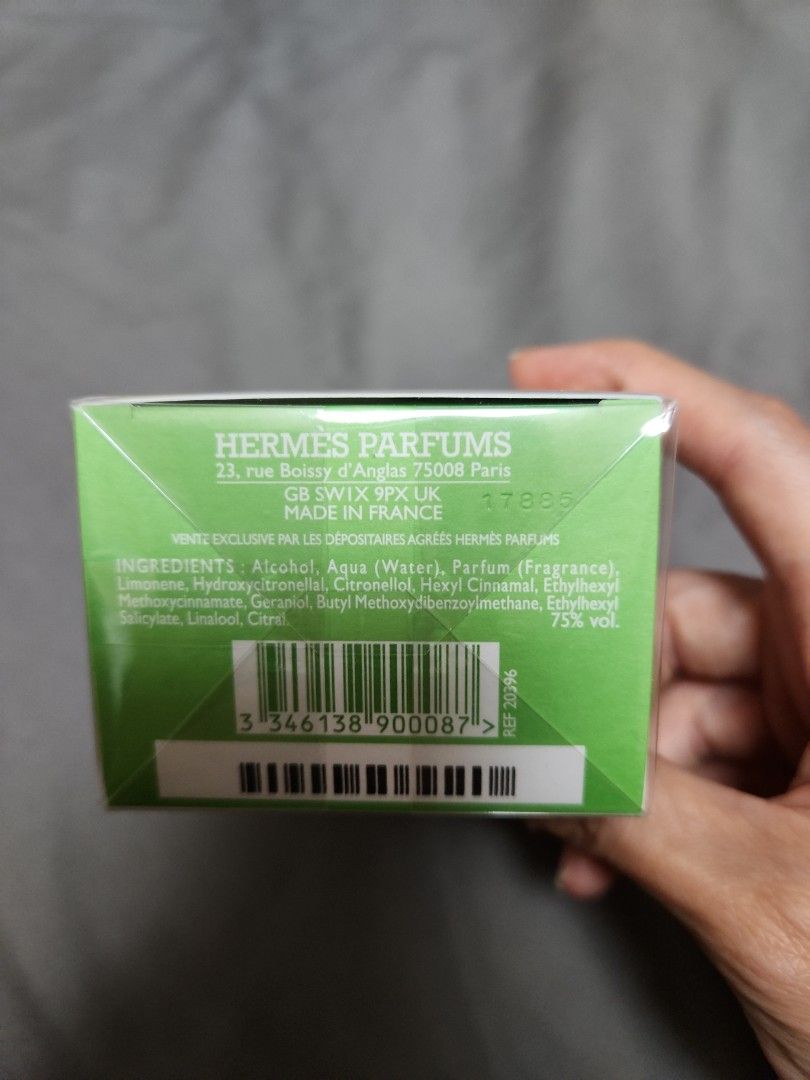 HERMÈS PARFUMS
23, rue Boissy d'Anglas 75008 Paris
GB SW1X 9PX UK
17885
MADE IN FRANCE
VENTE EXCLUSIVE PAR LES DÉPOSITAIRES AGRÉÉS HERMÈS PARFUMS
INGREDIENTS : Alcohol, Aqua (Water), Parfum (Fragrance),
Limonene, Hydroxycitronellal, Citronellol, Hexyl Cinnamal, Ethylhexyl
Methoxycinnamate, Geraniol, Butyl Methoxydibenzoylmethane, Ethylhexyl
Salicylate, Linalool, Citral.
75% vol.
3 346138 900087 >
REF 20396